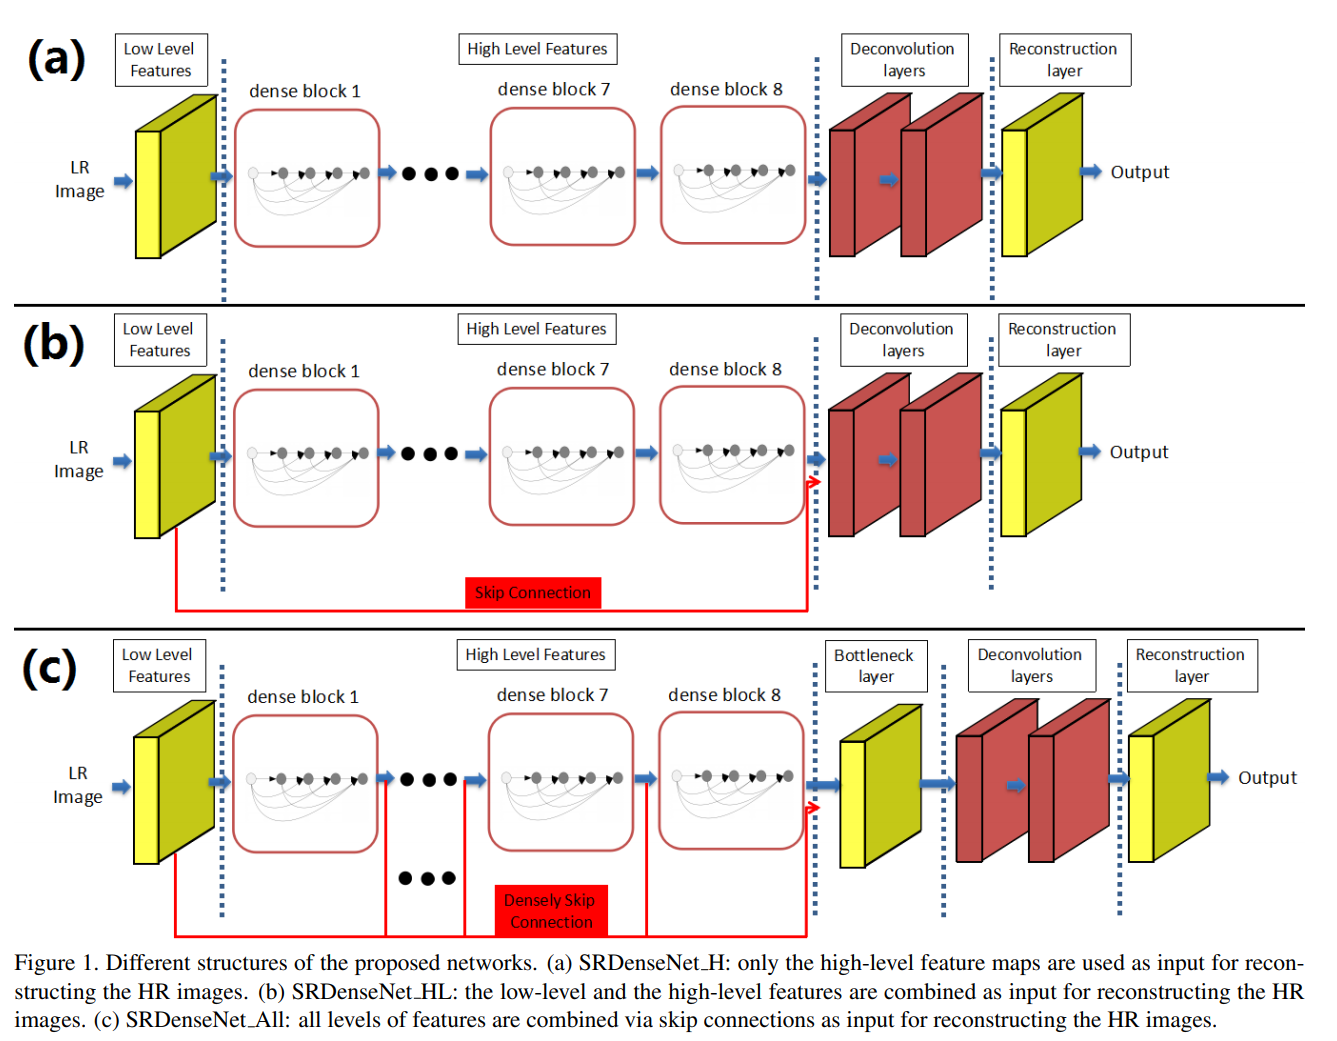 (a)
Low Level
Features
High Level Features
Deconvolution
layers
Reconstruction
layer
dense block 1
dense block 7
dense block 8
LR
Image
Output
(b)
Low Level
Features
High Level Features
Deconvolution
layers
Reconstruction
layer
dense block 1
dense block 7
dense block 8
LR
Image
Output
Skip Connection
(c)
Low Level
Features
High Level Features
Bottleneck
layer
Deconvolution
layers
Reconstruction
layer
dense block 1
dense block 7
dense block 8
LR
Image
Output
Densely Skip
Connection
Figure 1. Different structures of the proposed networks. (a) SRDenseNet_H: only the high-level feature maps are used as input for recon-
structing the HR images. (b) SRDenseNet_HL: the low-level and the high-level features are combined as input for reconstructing the HR
images. (c) SRDenseNet_All: all levels of features are combined via skip connections as input for reconstructing the HR images.